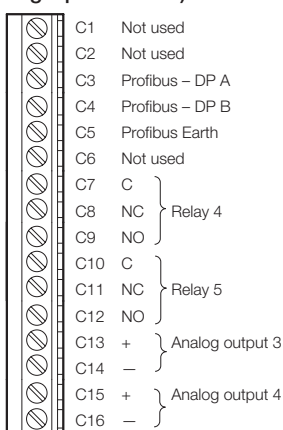 C1 Not used
C2 Not used
C3 Profibus – DP A
C4 Profibus – DP B
C5 Profibus Earth
C6 Not used
C7 C
C8 NC Relay 4
C9 NO
C10 C
C11 NC Relay 5
C12 NO
C13 + Analog output 3
C14 –
C15 + Analog output 4
C16 –